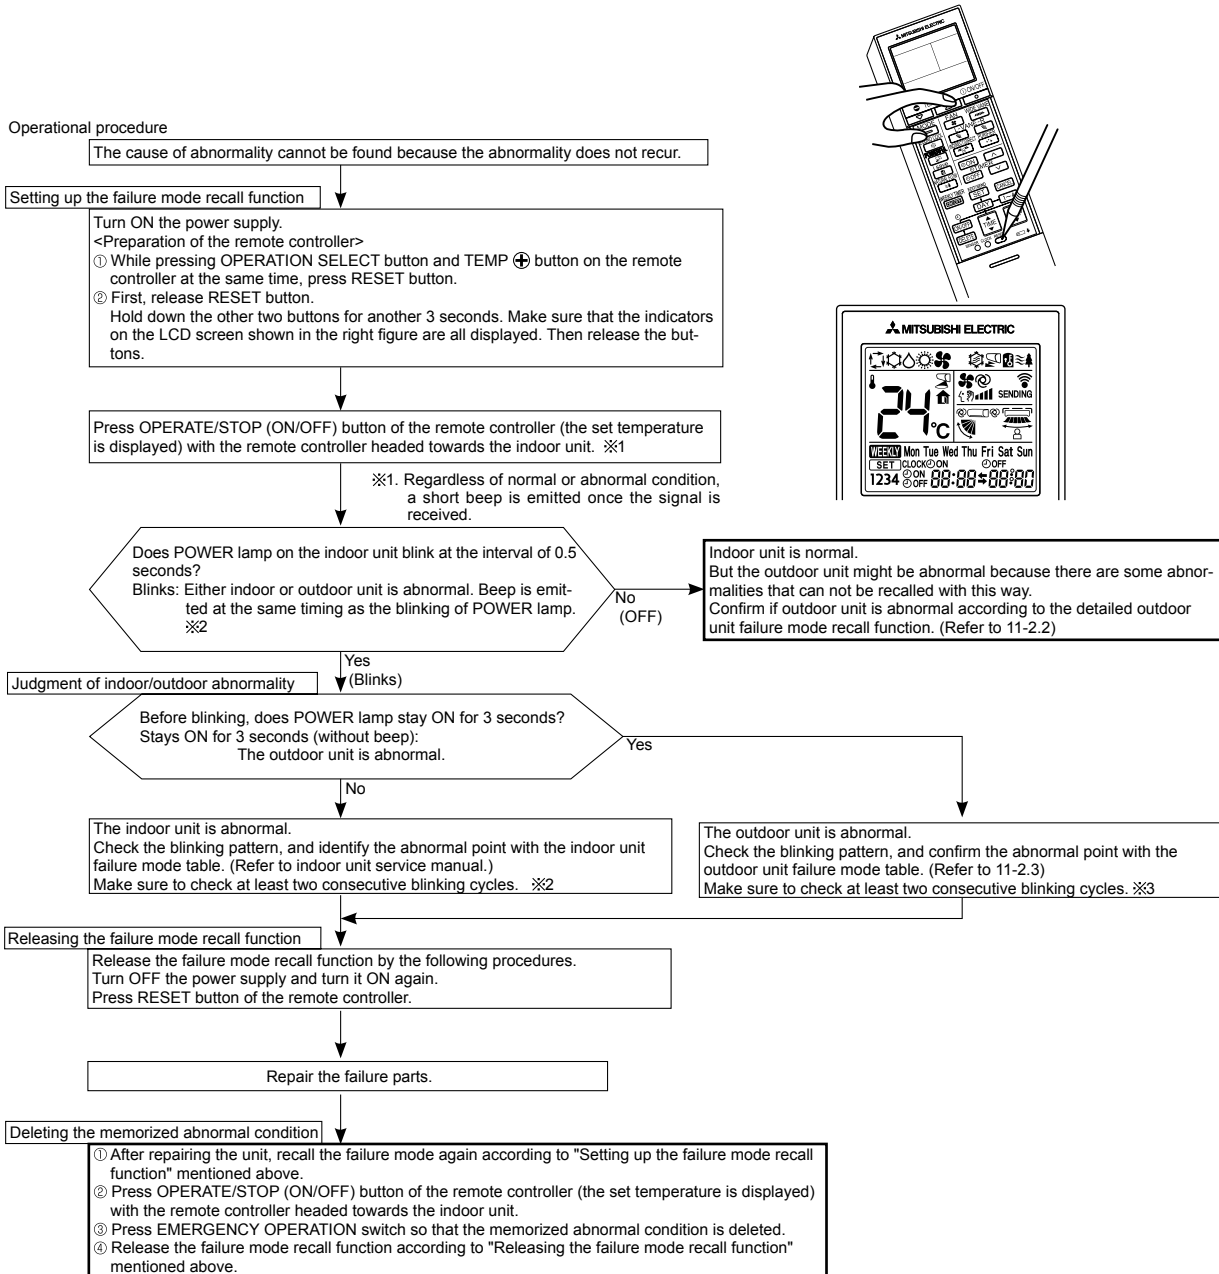 MITSUBISHI ELECTRIC
ON/OFF
Operational procedure
The cause of abnormality cannot be found because the abnormality does not recur.
Setting up the failure mode recall function
Turn ON the power supply.
<Preparation of the remote controller>
① While pressing OPERATION SELECT button and TEMP ⊕ button on the remote
controller at the same time, press RESET button.
② First, release RESET button.
Hold down the other two buttons for another 3 seconds. Make sure that the indicators
on the LCD screen shown in the right figure are all displayed. Then release the but-
tons.
MITSUBISHI ELECTRIC
24°C
SENDING
WEEKLY Mon Tue Wed Thu Fri Sat Sun
SET CLOCK ON OFF
1234 ON OFF 88:88 88:80
Press OPERATE/STOP (ON/OFF) button of the remote controller (the set temperature
is displayed) with the remote controller headed towards the indoor unit. ※1
※1. Regardless of normal or abnormal condition,
a short beep is emitted once the signal is
received.
Does POWER lamp on the indoor unit blink at the interval of 0.5
seconds?
Blinks: Either indoor or outdoor unit is abnormal. Beep is emit-
ted at the same timing as the blinking of POWER lamp.
※2
No
(OFF)
Indoor unit is normal.
But the outdoor unit might be abnormal because there are some abnor-
malities that can not be recalled with this way.
Confirm if outdoor unit is abnormal according to the detailed outdoor
unit failure mode recall function. (Refer to 11-2.2)
Yes
(Blinks)
Judgment of indoor/outdoor abnormality
Before blinking, does POWER lamp stay ON for 3 seconds?
Stays ON for 3 seconds (without beep):
The outdoor unit is abnormal.
Yes
No
The indoor unit is abnormal.
Check the blinking pattern, and identify the abnormal point with the indoor unit
failure mode table. (Refer to indoor unit service manual.)
Make sure to check at least two consecutive blinking cycles. ※2
The outdoor unit is abnormal.
Check the blinking pattern, and confirm the abnormal point with the
outdoor unit failure mode table. (Refer to 11-2.3)
Make sure to check at least two consecutive blinking cycles. ※3
Releasing the failure mode recall function
Release the failure mode recall function by the following procedures.
Turn OFF the power supply and turn it ON again.
Press RESET button of the remote controller.
Repair the failure parts.
Deleting the memorized abnormal condition
① After repairing the unit, recall the failure mode again according to "Setting up the failure mode recall
function" mentioned above.
② Press OPERATE/STOP (ON/OFF) button of the remote controller (the set temperature is displayed)
with the remote controller headed towards the indoor unit.
③ Press EMERGENCY OPERATION switch so that the memorized abnormal condition is deleted.
④ Release the failure mode recall function according to "Releasing the failure mode recall function"
mentioned above.